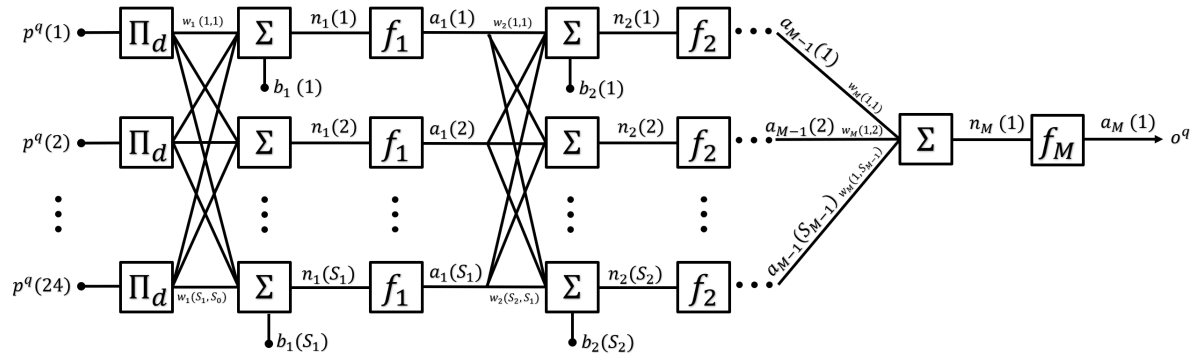 p^q(1) Π_d w_1(1,1) Σ n_1(1) f_1 a_1(1) w_2(1,1) Σ n_2(1) f_2 a_{M-1}(1)
b_1 (1) b_2(1) w_M(1,1)
p^q(2) Π_d Σ n_1(2) f_1 a_1(2) Σ n_2(2) f_2 a_{M-1}(2) w_M(1,2) Σ n_M (1) f_M a_M (1) o^q
a_{M-1}(S_{M-1}) w_M(1,S_{M-1})
p^q(24) Π_d w_1(S_1,S_0) Σ n_1(S_1) f_1 a_1(S_1) w_2(S_2,S_1) Σ n_2(S_2) f_2
b_1(S_1) b_2(S_2)